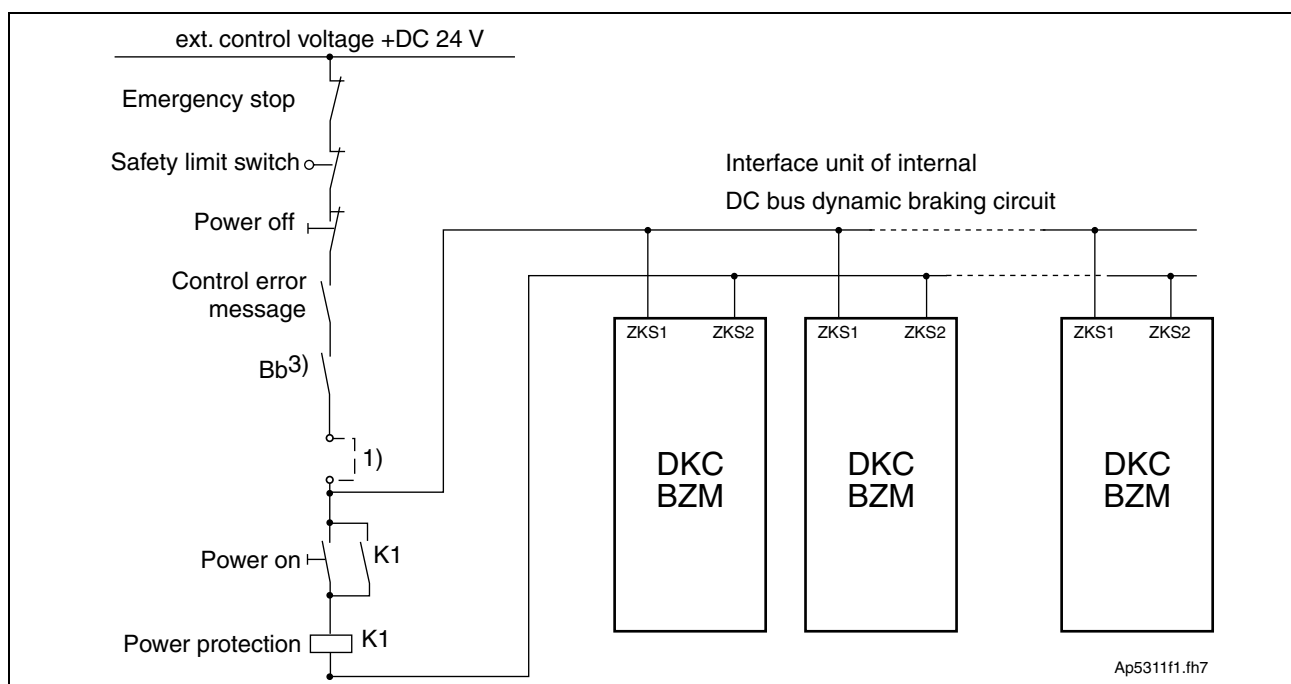 ext. control voltage +DC 24 V
Emergency stop
Safety limit switch
Power off
Control error
message
Bb3)
1)
Power on
K1
Power protection
K1
Interface unit of internal
DC bus dynamic braking circuit
ZKS1 ZKS2
DKC
BZM
ZKS1 ZKS2
DKC
BZM
ZKS1 ZKS2
DKC
BZM
Ap5311f1.fh7